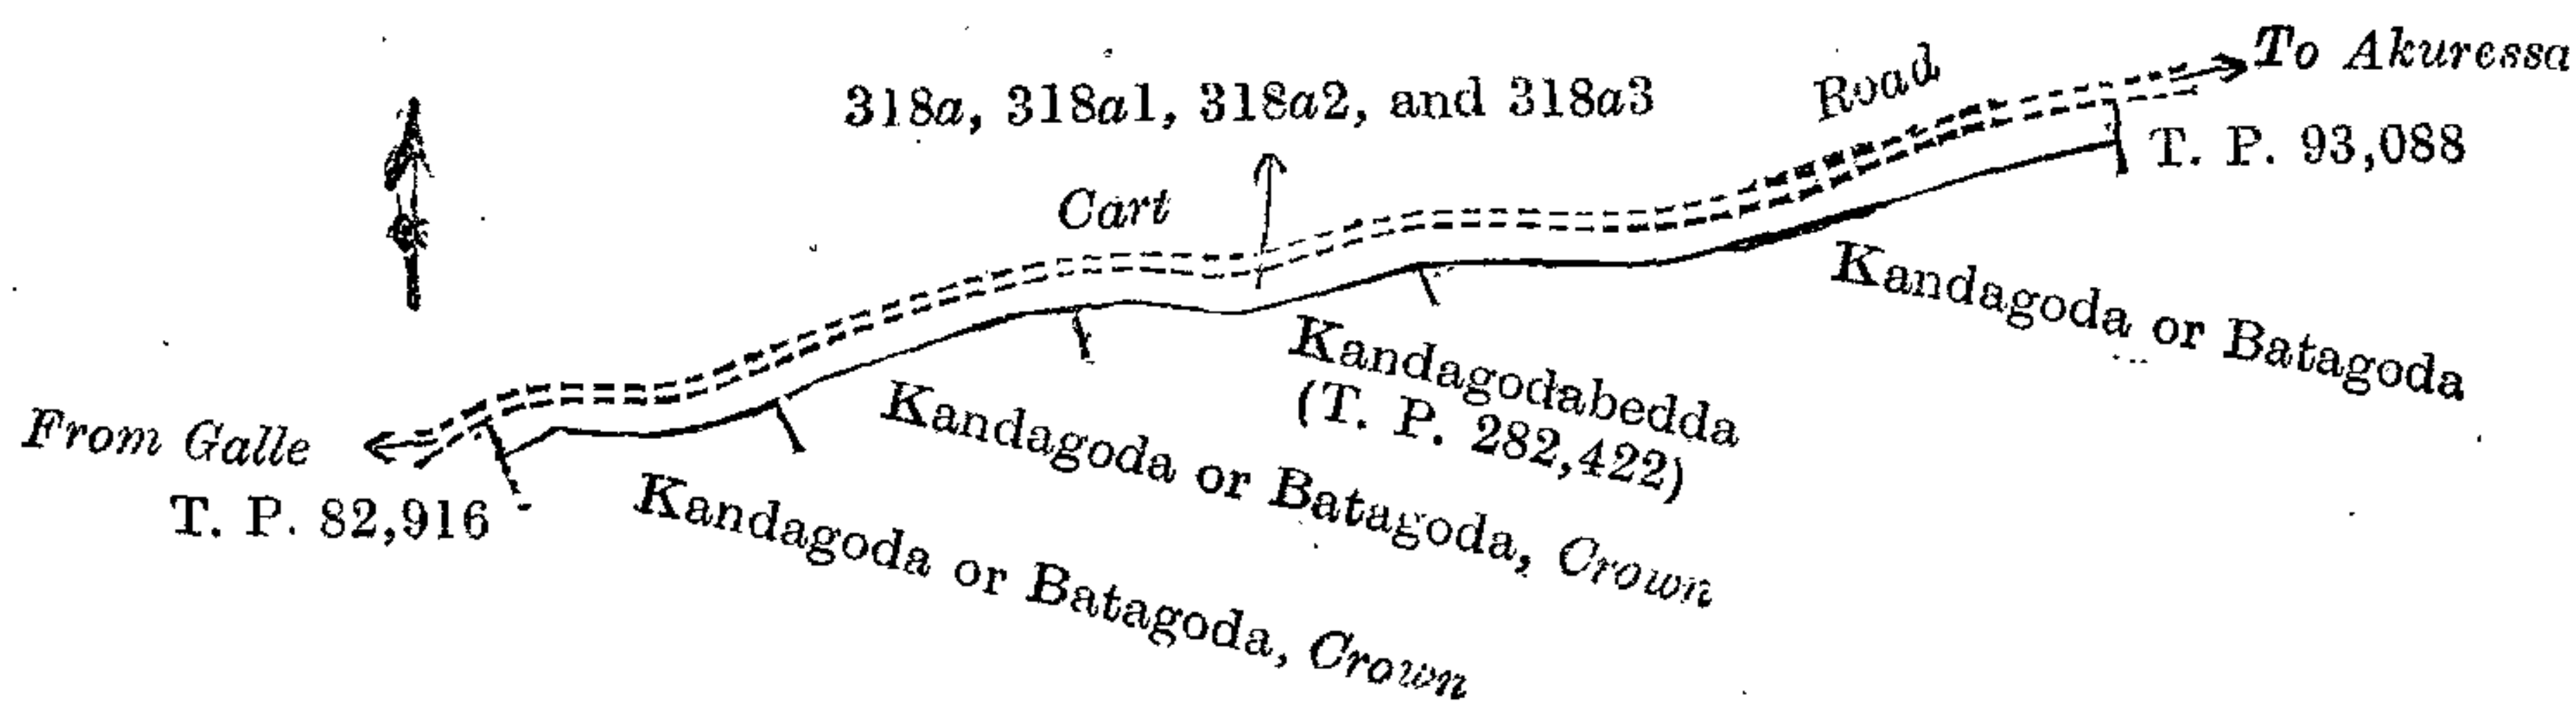 To Akuressa
Road
318a, 318a1, 318a2, and 318a3
T. P. 93,088
Cart
Kandagoda or Batagoda
Kandagodabedda
(T. P. 282,422)
From Galle
Kandagoda or Batagoda, Crown
T. P. 82,916
Kandagoda or Batagoda, Crown